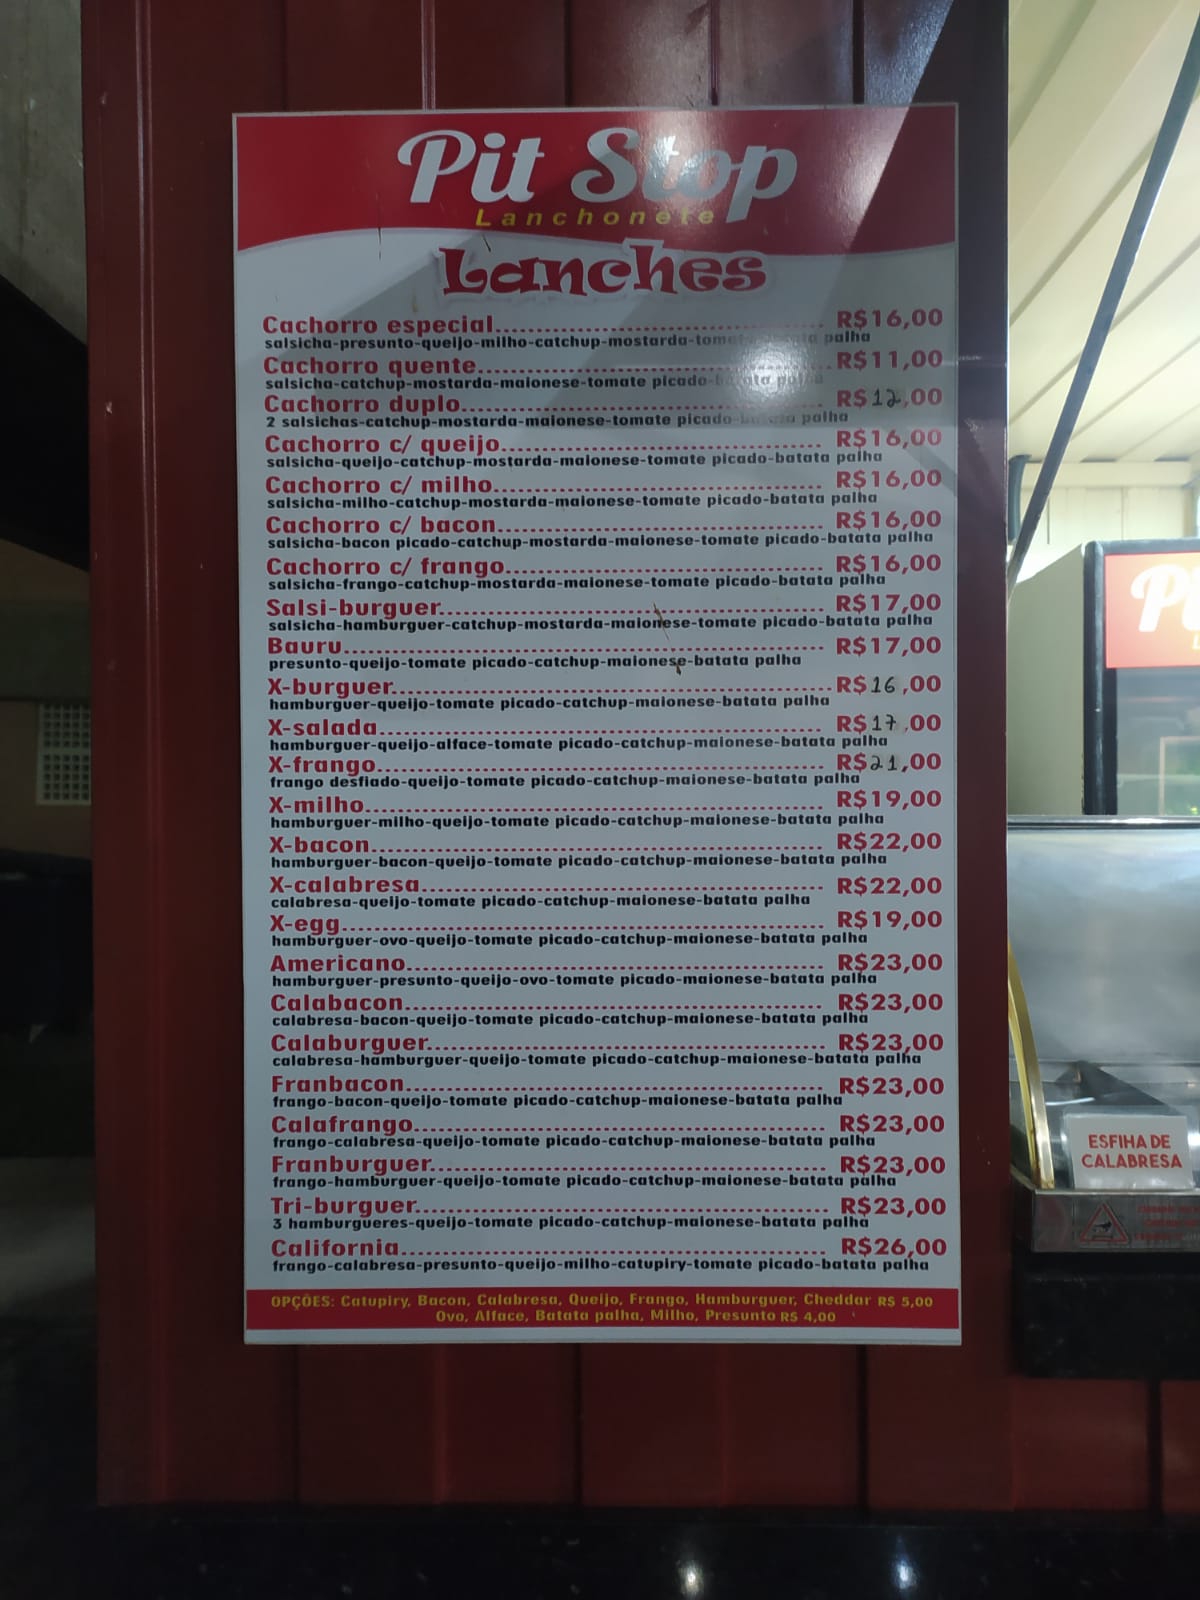 Pit Stop
Lanchonete
Lanches
Cachorro especial R$16,00
salsicha-presunto-queijo-milho-catchup-mostarda-tomate palha
Cachorro quente R$11,00
salsicha-catchup-mostarda-maionese-tomate picado-batata palha
Cachorro duplo R$12,00
2 salsichas-catchup-mostarda-maionese-tomate picado-batata palha
Cachorro c/ queijo R$16,00
salsicha-queijo-catchup-mostarda-maionese-tomate picado-batata palha
Cachorro c/ milho R$16,00
salsicha-milho-catchup-mostarda-maionese-tomate picado-batata palha
Cachorro c/ bacon R$16,00
salsicha-bacon picado-catchup-mostarda-maionese-tomate picado-batata palha
Cachorro c/ frango R$16,00
salsicha-frango-catchup-mostarda-maionese-tomate picado-batata palha
Salsi-burguer R$17,00
salsicha-hamburguer-catchup-mostarda-maionese-tomate picado-batata palha
Bauru R$17,00
presunto-queijo-tomate picado-catchup-maionese-batata palha
X-burguer R$16,00
hamburguer-queijo-tomate picado-catchup-maionese-batata palha
X-salada R$17,00
hamburguer-queijo-alface-tomate picado-catchup-maionese-batata palha
X-frango R$21,00
frango desfiado-queijo-tomate picado-catchup-maionese-batata palha
X-milho R$19,00
hamburguer-milho-queijo-tomate picado-catchup-maionese-batata palha
X-bacon R$22,00
hamburguer-bacon-queijo-tomate picado-catchup-maionese-batata palha
X-calabresa R$22,00
calabresa-queijo-tomate picado-catchup-maionese-batata palha
X-egg R$19,00
hamburguer-ovo-queijo-tomate picado-catchup-maionese-batata palha
Americano R$23,00
hamburguer-presunto-queijo-ovo-tomate picado-maionese-batata palha
Calabacon R$23,00
calabresa-bacon-queijo-tomate picado-catchup-maionese-batata palha
Calaburguer R$23,00
calabresa-hamburguer-queijo-tomate picado-catchup-maionese-batata palha
Franbacon R$23,00
frango-bacon-queijo-tomate picado-catchup-maionese-batata palha
Calafrango R$23,00
frango-calabresa-queijo-tomate picado-catchup-maionese-batata palha
Franburguer R$23,00
frango-hamburguer-queijo-tomate picado-catchup-maionese-batata palha
Tri-burguer R$23,00
3 hamburgueres-queijo-tomate picado-catchup-maionese-batata palha
California R$26,00
frango-calabresa-presunto-queijo-milho-catupiry-tomate picado-batata palha
OPÇÕES: Catupiry, Bacon, Calabresa, Queijo, Frango, Hamburguer, Cheddar R$ 5,00
Ovo, Alface, Batata palha, Milho, Presunto R$ 4,00
ESFIHA DE
CALABRESA